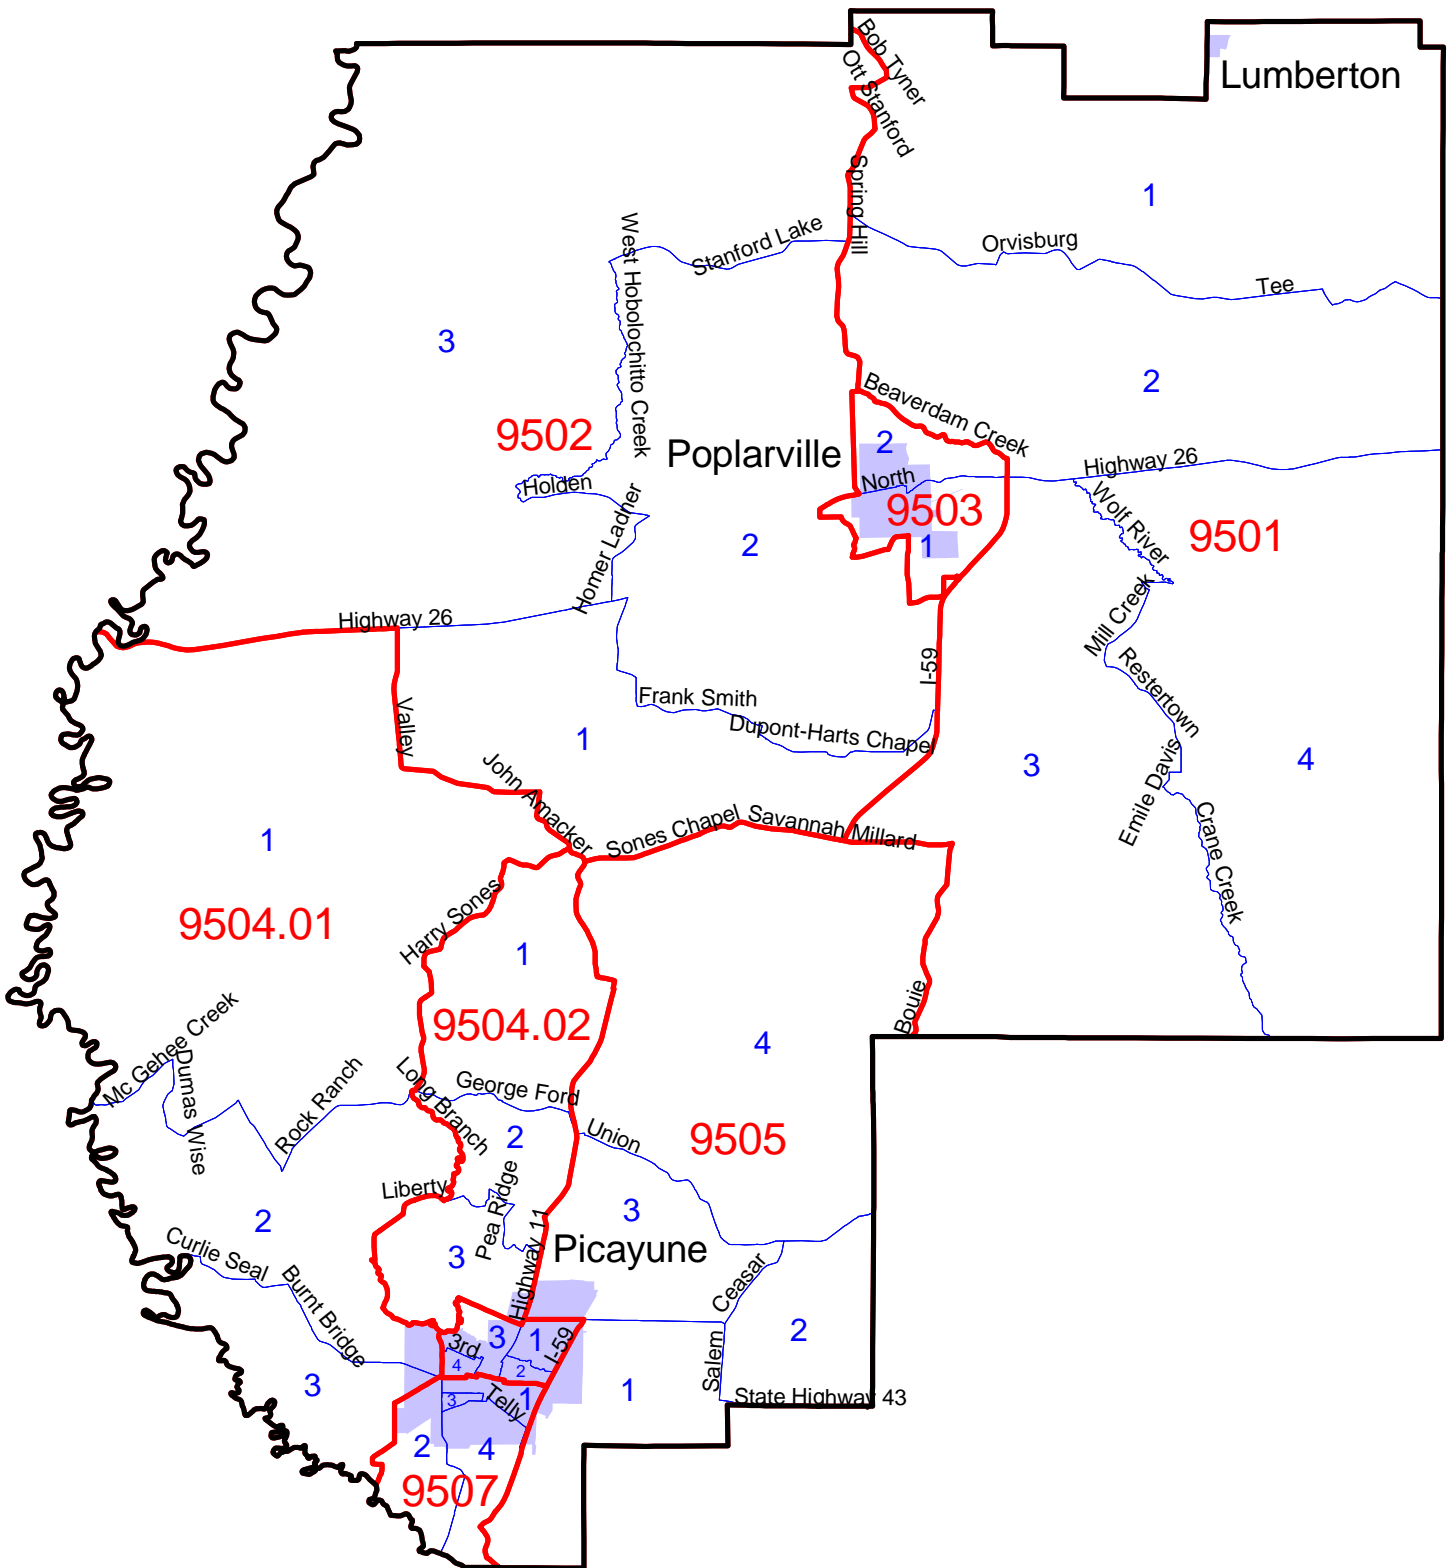 Bob Tyner
Ott Stanford
Lumberton
Spring Hill
1
West Hobolochitto Creek
Stanford Lake
Orvisburg
Tee
3
2
Beaverdam Creek
9502
Poplarville
2
North
Highway 26
Holden
9503
Wolf River
9501
Homer Ladner
2
1
Highway 26
Mill Creek
I-59
Restertown
Frank Smith
Valley
Dupont-Harts Chapel
1
3
4
John Amacker
Emile Davis
Sones Chapel
Savannah Millard
Crane Creek
1
Harry Sones
9504.01
1
Bouie
9504.02
4
Mc Gehee Creek
Dumas Wise
Rock Ranch
Long Branch
George Ford
Union
2
9505
Liberty
Pea Ridge
2
3
Highway 11
Curlie Seal
3
Picayune
Burnt Bridge
Ceasar
3rd
3
1
I-59
2
4
2
Salem
3
3
Telly
1
1
State Highway 43
2
4
9507